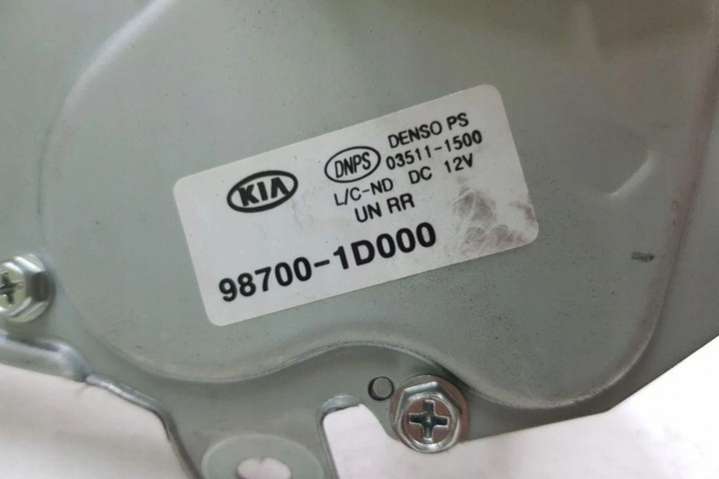 KIA DNPS DENSO PS
03511-1500
L/C-ND DC 12V
UN RR
98700-1D000